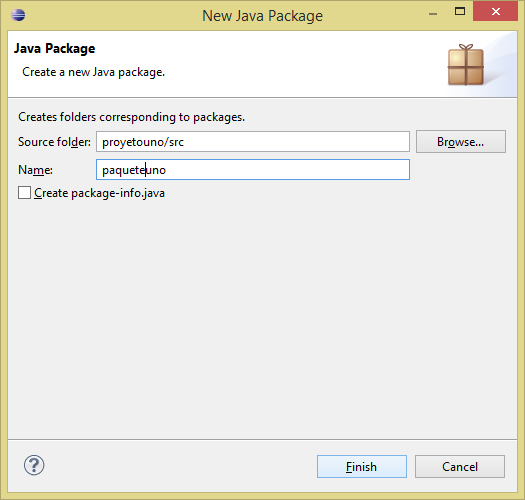 New Java Package
Java Package
Create a new Java package.
Creates folders corresponding to packages.
Source folder: proyetouno/src Browse...
Name: paqueteuno
Create package-info.java
? Finish Cancel